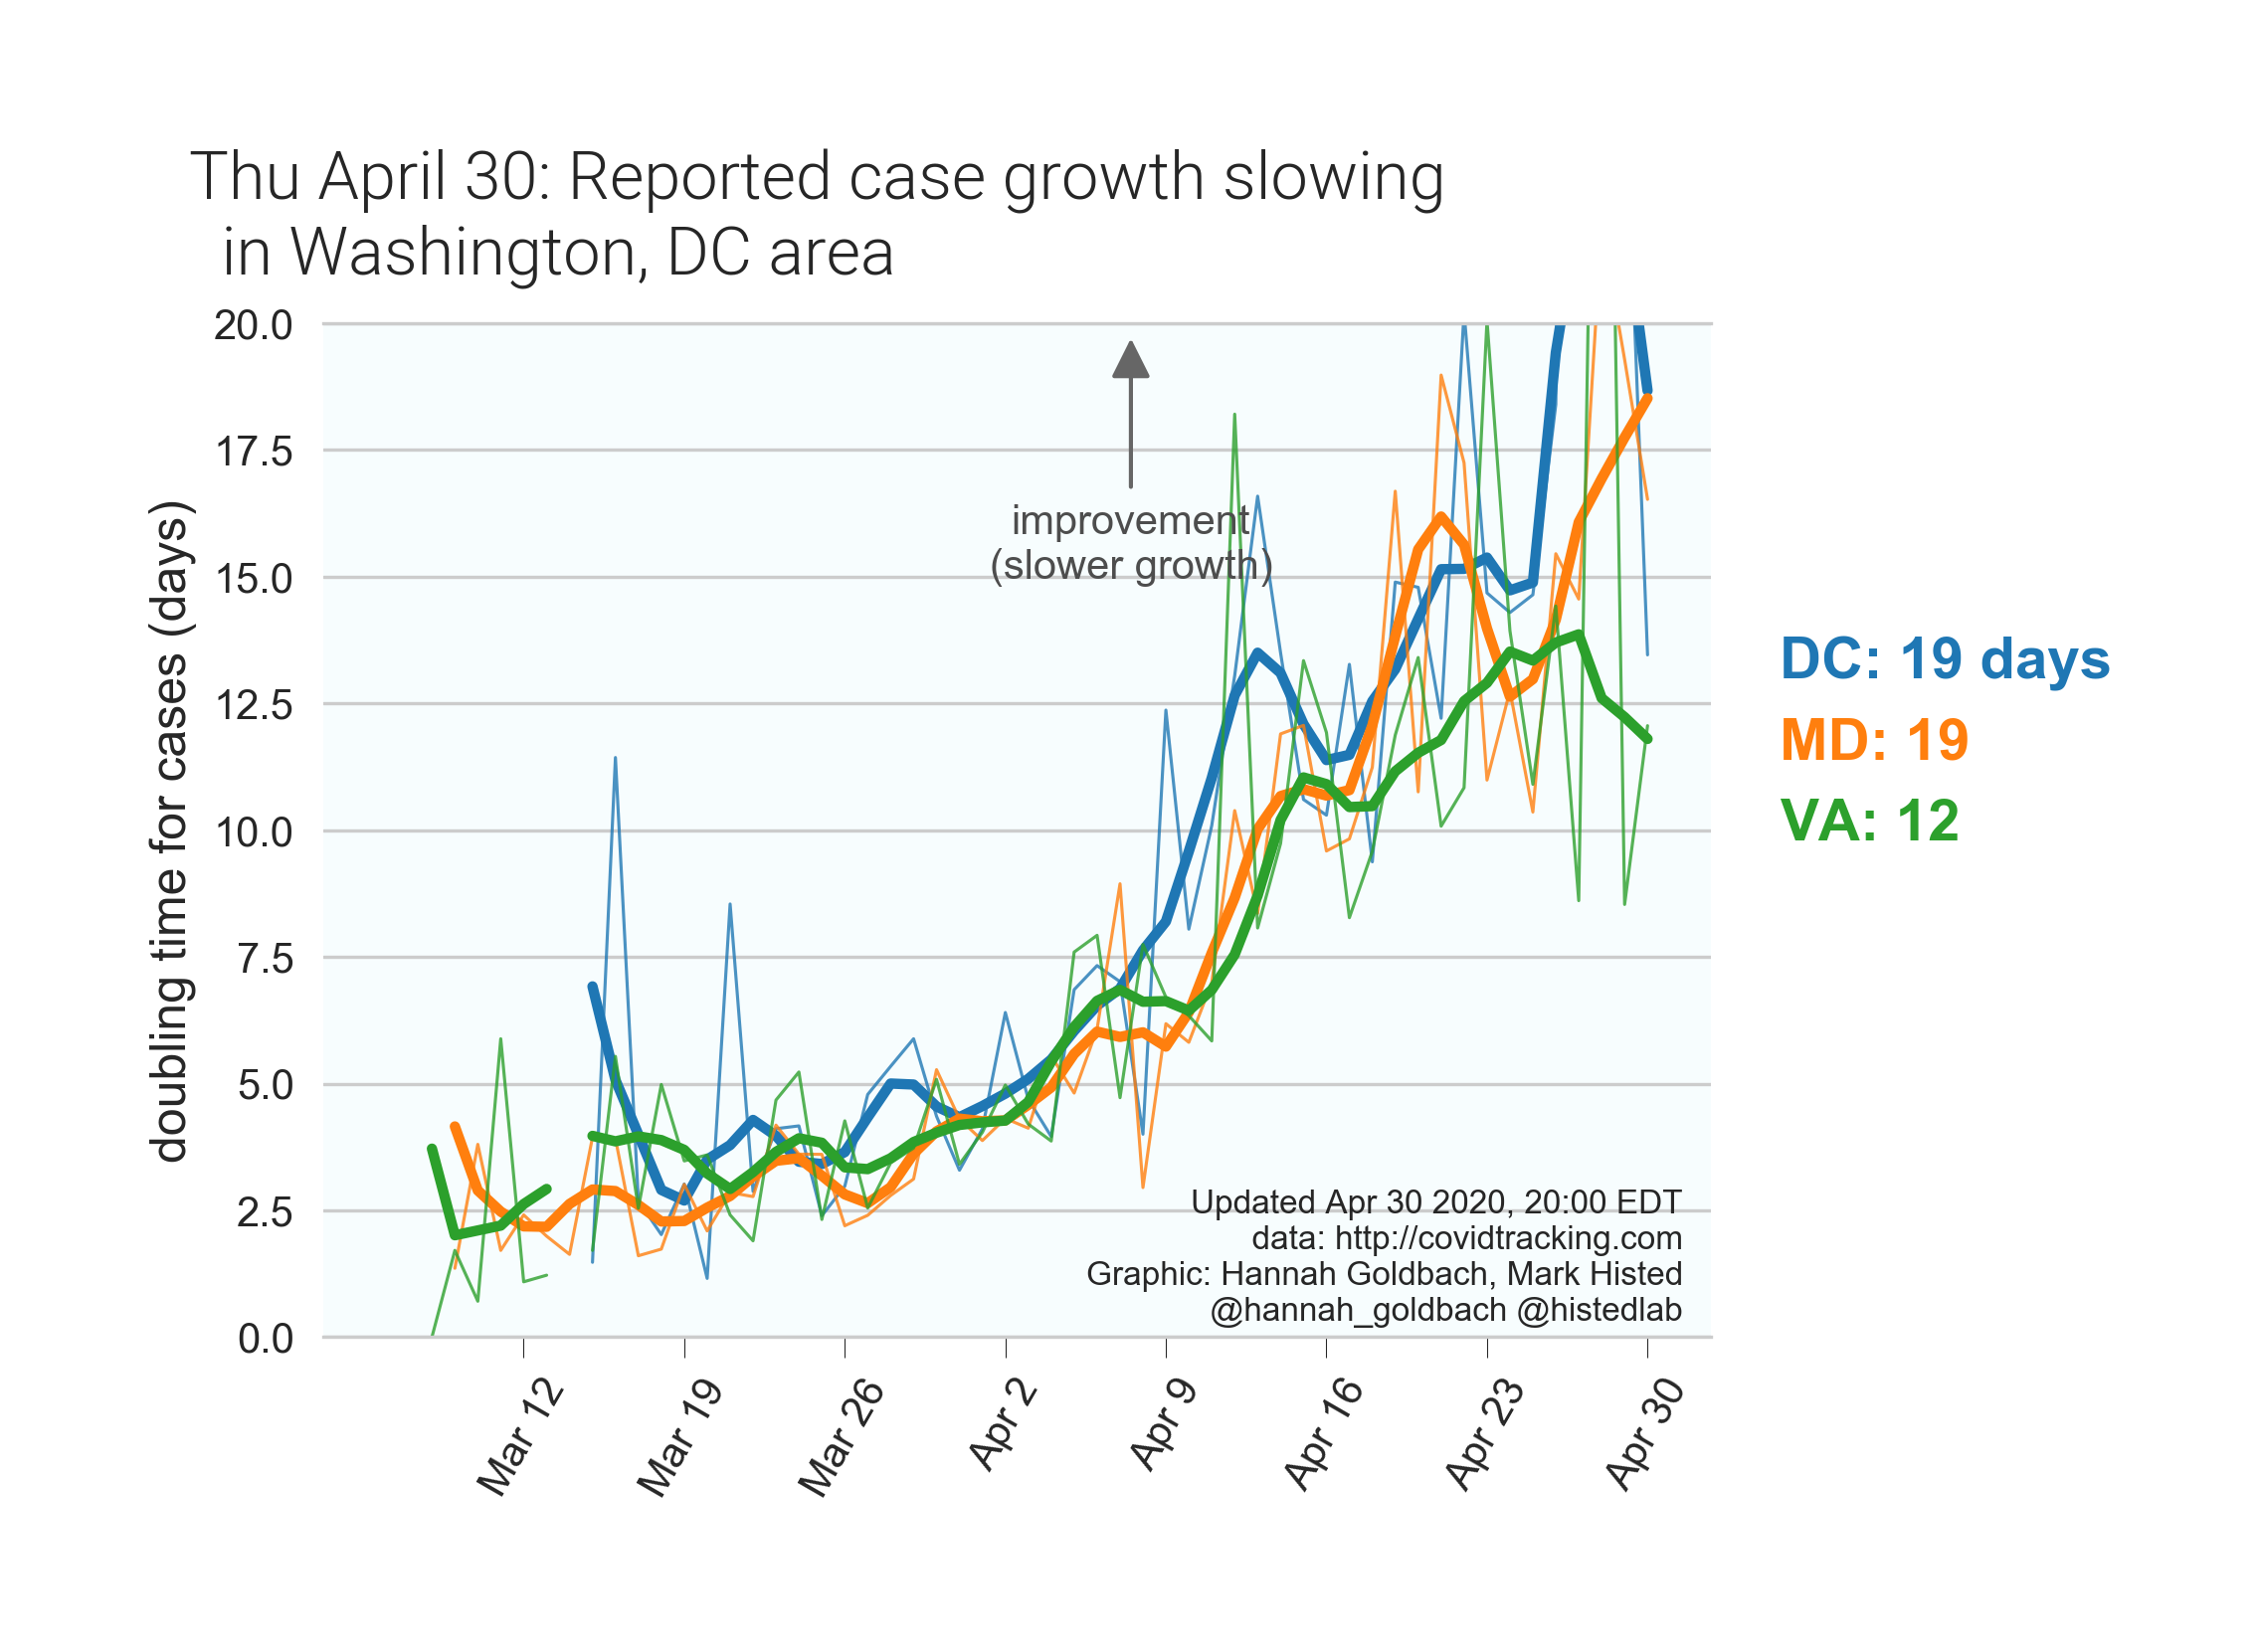 Thu April 30: Reported case growth slowing
in Washington, DC area
20.0
17.5
15.0
12.5
10.0
7.5
5.0
2.5
0.0
doubling time for cases (days)
improvement
(slower growth)
DC: 19 days
MD: 19
VA: 12
Updated Apr 30 2020, 20:00 EDT
data: http://covidtracking.com
Graphic: Hannah Goldbach, Mark Histed
@hannah_goldbach @histedlab
Mar 12
Mar 19
Mar 26
Apr 2
Apr 9
Apr 16
Apr 23
Apr 30